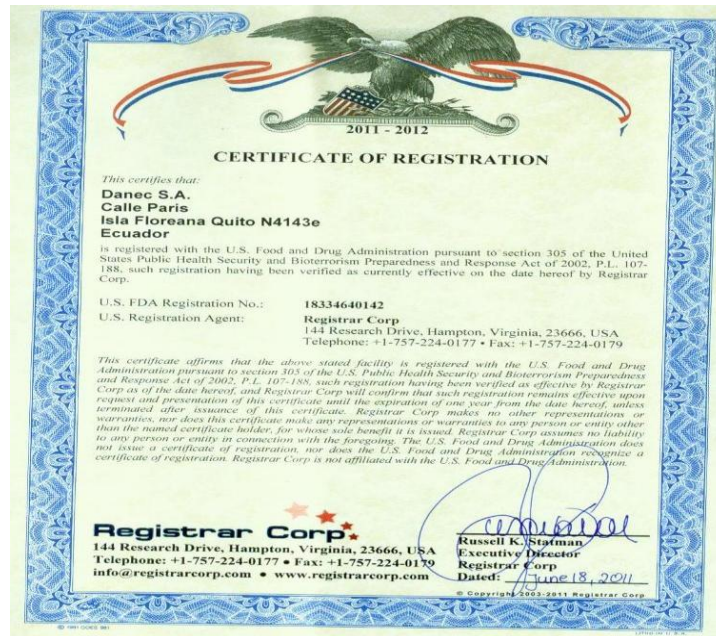 2011 - 2012
CERTIFICATE OF REGISTRATION
This certifies that:
Danec S.A.
Calle Paris
Isla Floreana Quito N4143e
Ecuador
is registered with the U.S. Food and Drug Administration pursuant to section 305 of the United
States Public Health Security and Bioterrorism Preparedness and Response Act of 2002, P.L. 107-
188, such registration having been verified as currently effective on the date hereof by Registrar
Corp.
U.S. FDA Registration No.: 18334640142
U.S. Registration Agent: Registrar Corp
144 Research Drive, Hampton, Virginia, 23666, USA
Telephone: +1-757-224-0177 • Fax: +1-757-224-0179
This certificate affirms that the above stated facility is registered with the U.S. Food and Drug
Administration pursuant to section 305 of the U.S. Public Health Security and Bioterrorism Preparedness
and Response Act of 2002, P.L. 107-188, such registration having been verified as effective by Registrar
Corp as of the date hereof, and Registrar Corp will confirm that such registration remains effective upon
request and presentation of this certificate until the expiration of one year from the date hereof, unless
terminated after issuance of this certificate. Registrar Corp makes no other representations or
warranties, nor does this certificate make any representations or warranties to any person or entity other
than the named certificate holder, for whose sole benefit it is issued. Registrar Corp assumes no liability
to any person or entity in connection with the foregoing. The U.S. Food and Drug Administration does
not issue a certificate of registration, nor does the U.S. Food and Drug Administration recognize a
certificate of registration. Registrar Corp is not affiliated with the U.S. Food and Drug Administration.
Registrar Corp.
144 Research Drive, Hampton, Virginia, 23666, USA
Telephone: +1-757-224-0177 • Fax: +1-757-224-0179
info@registrarcorp.com • www.registrarcorp.com
Russell K. Statman
Executive Director
Registrar Corp
Dated: June 18, 2011
© Copyright 2003-2011 Registrar Corp